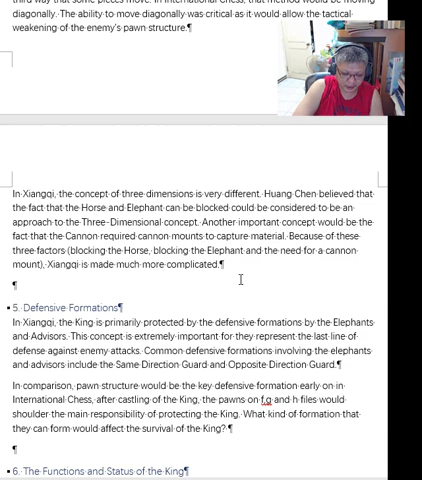 third way that some pieces move. In International Chess, that method would be moving
diagonally. The ability to move diagonally was critical as it would allow the tactical
weakening of the enemy's pawn structure.¶
In Xiangqi, the concept of three dimensions is very different. Huang Chen believed that
the fact that the Horse and Elephant can be blocked could be considered to be an
approach to the Three-Dimensional concept. Another important concept would be the
fact that the Cannon required cannon mounts to capture material. Because of these
three factors (blocking the Horse, blocking the Elephant and the need for a cannon
mount), Xiangqi is made much more complicated.¶
¶
5. Defensive Formations¶
In Xiangqi, the King is primarily protected by the defensive formations by the Elephants
and Advisors. This concept is extremely important for they represent the last line of
defense against enemy attacks. Common defensive formations involving the elephants
and advisors include the Same Direction Guard and Opposite Direction Guard.¶
In comparison, pawn structure would be the key defensive formation early on in
International Chess, after castling of the King, the pawns on f,g and h files would
shoulder the main responsibility of protecting the King. What kind of formation that
they can form would affect the survival of the King?¶
¶
6. The Functions and Status of the King¶